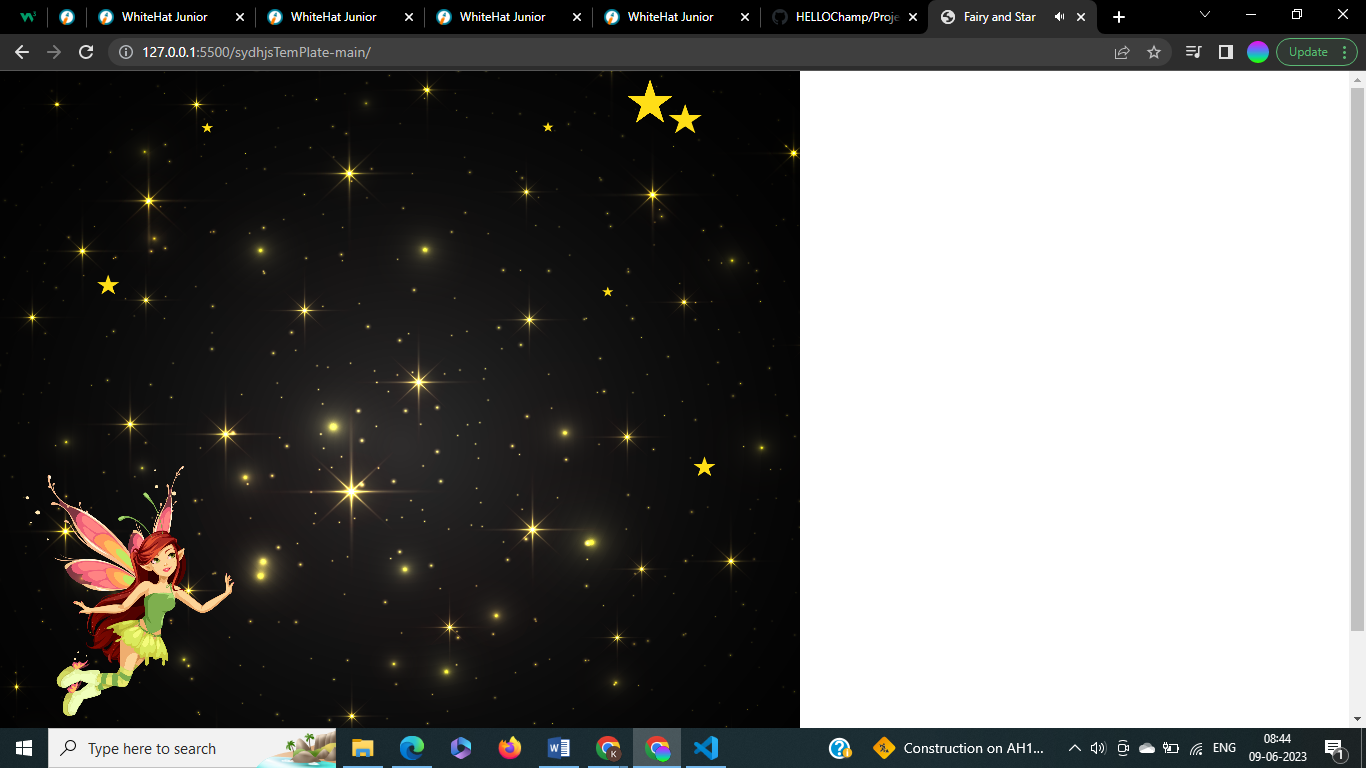 WhiteHat Junior
WhiteHat Junior
WhiteHat Junior
WhiteHat Junior
HELLOChamp/Proje
Fairy and Star
127.0.0.1:5500/sydhjsTemPlate-main/
Update
Type here to search
W
K
Construction on AH1...
ENG
08:44
09-06-2023
1